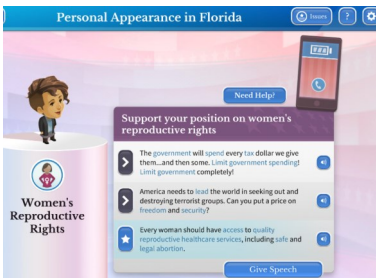 Personal Appearance in Florida
Issues
?
Need Help?
Support your position on women's
reproductive rights
The government will spend every tax dollar we give
them...and then some. Limit government spending!
Limit government completely!
America needs to lead the world in seeking out and
destroying terrorist groups. Can you put a price on
freedom and security?
Every woman should have access to quality
reproductive healthcare services, including safe and
legal abortion.
Women's
Reproductive
Rights
Give Speech